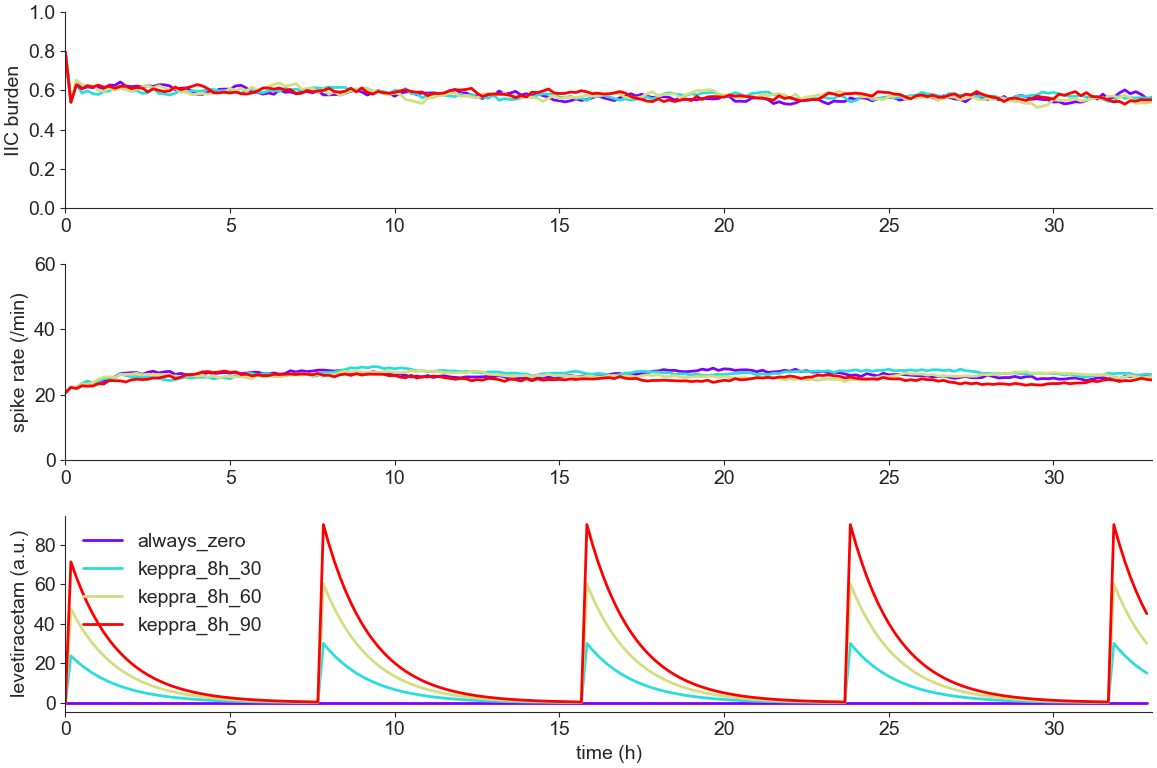 IIC burden
1.0
0.8
0.6
0.4
0.2
0.0
0 5 10 15 20 25 30
spike rate (/min)
60
40
20
0
0 5 10 15 20 25 30
levetiracetam (a.u.)
80
60
40
20
0
always_zero
keppra_8h_30
keppra_8h_60
keppra_8h_90
0 5 10 15 20 25 30
time (h)